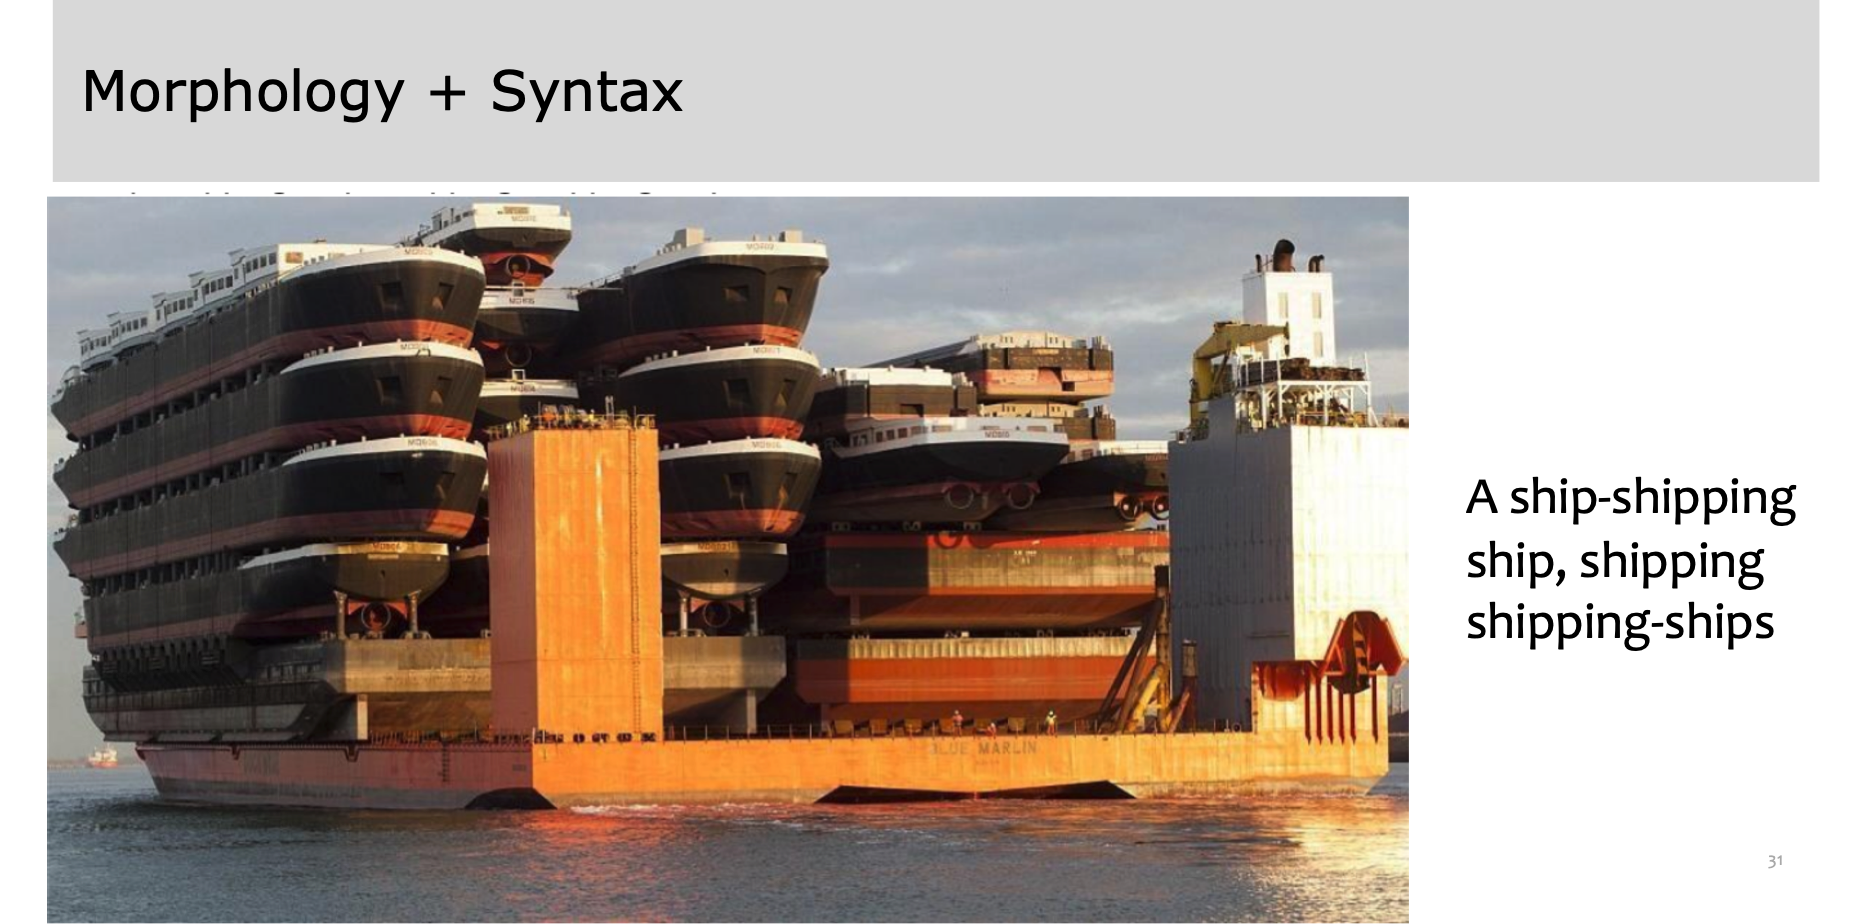 Morphology + Syntax
A ship-shipping
ship, shipping
shipping-ships
BLUE MARLIN
31